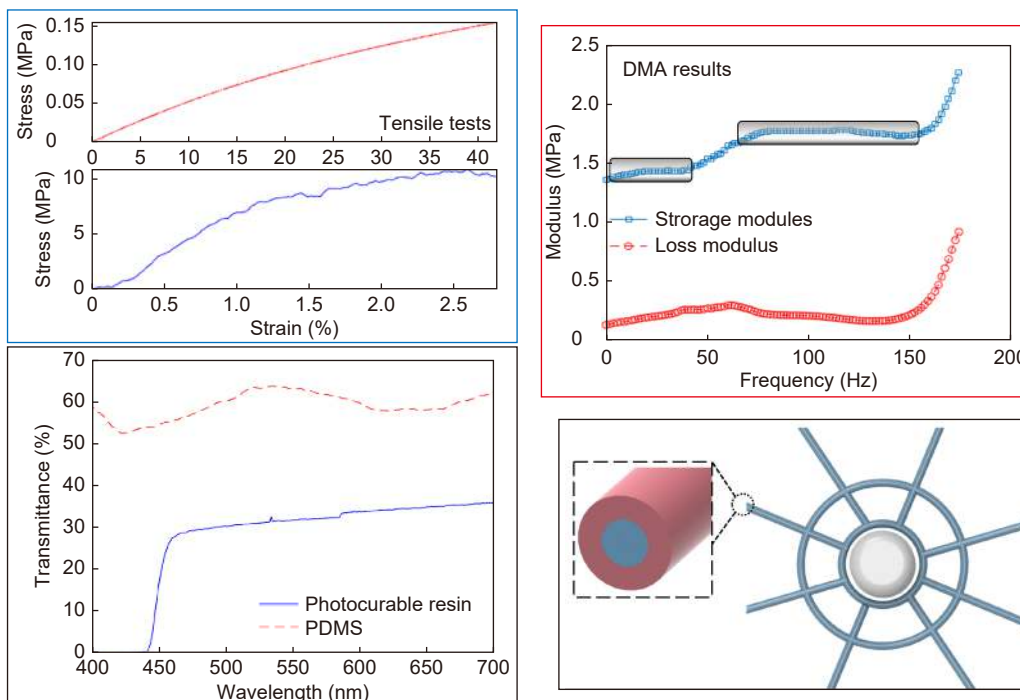 0.15
0.10
0.05
0
Stress (MPa)
Tensile tests
0 5 10 15 20 25 30 35 40
10
5
0
Stress (MPa)
0 0.5 1.0 1.5 2.0 2.5
Strain (%)
70
60
50
40
30
20
10
0
Transmittance (%)
Photocurable resin
PDMS
400 450 500 550 600 650 700
Wavelength (nm)
2.5
2.0
1.5
1.0
0.5
0
Modulus (MPa)
DMA results
Strorage modules
Loss modulus
0 50 100 150 200
Frequency (Hz)